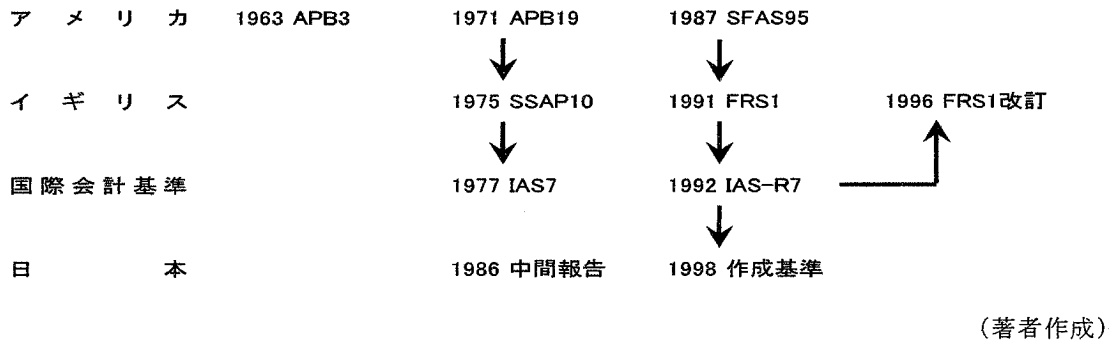 アメリカ 1963 APB3 1971 APB19 1987 SFAS95
イギリス 1975 SSAP10 1991 FRS1 1996 FRS1改訂
国際会計基準 1977 IAS7 1992 IAS-R7
日本 1986 中間報告 1998 作成基準
(著者作成)